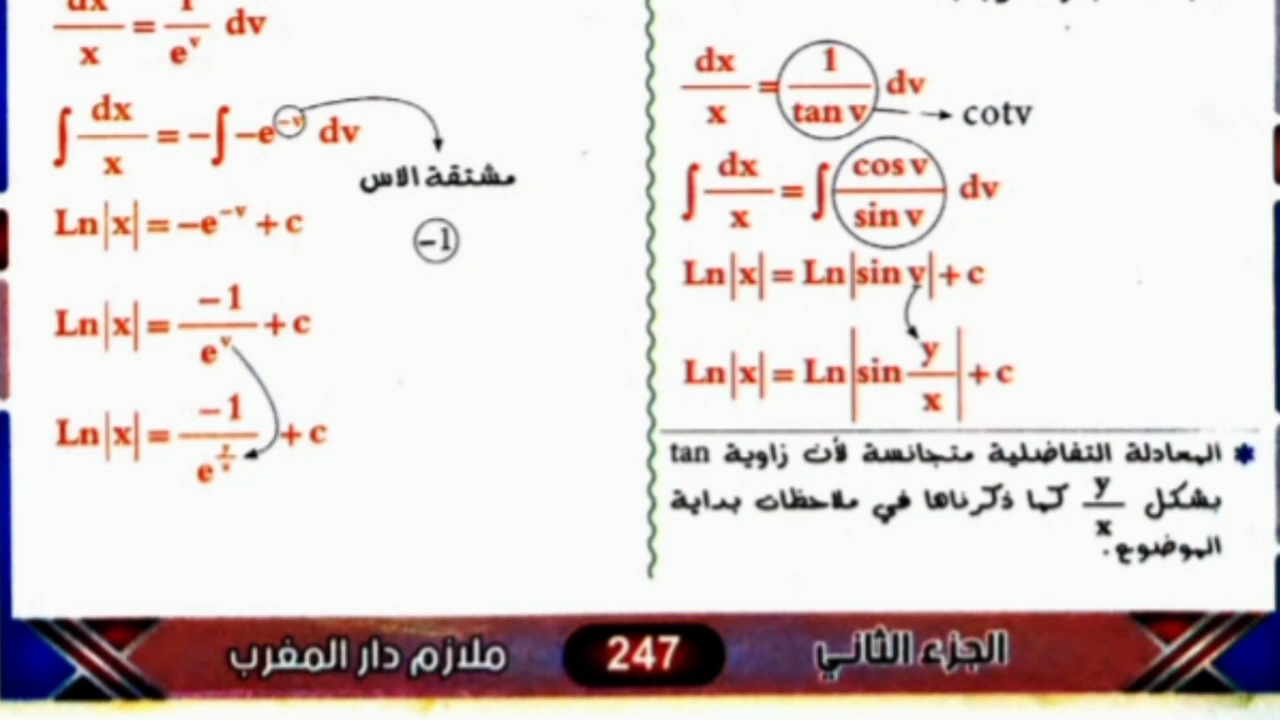 dx/x = 1/tan v dv → cotv
∫ dx/x = ∫ cos v/sin v dv
Ln|x| = Ln|sin v| + c
Ln|x| = Ln|sin y/x| + c
* المعادلة التفاضلية متجانسة لأن زاوية tan
بشكل y/x كما ذكرناها في ملاحظات بداية
الموضوع.
dx/x = 1/e^v dv
∫ dx/x = -∫ -e^-v dv
مشتقة الاس
-1
Ln|x| = -e^-v + c
Ln|x| = -1/e^v + c
Ln|x| = -1/e^(y/x) + c
الجزء الثاني 247 ملازم دار المغرب